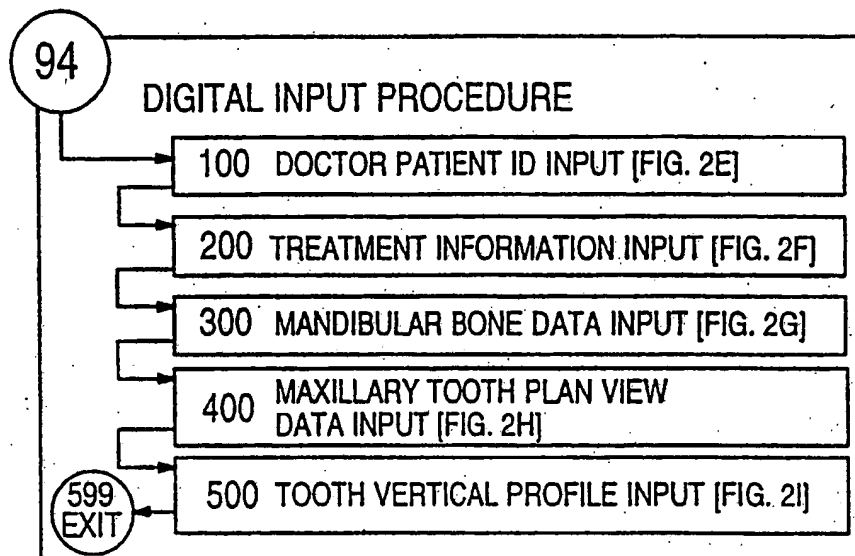 94
DIGITAL INPUT PROCEDURE
100 DOCTOR PATIENT ID INPUT [FIG. 2E]
200 TREATMENT INFORMATION INPUT [FIG. 2F]
300 MANDIBULAR BONE DATA INPUT [FIG. 2G]
400 MAXILLARY TOOTH PLAN VIEW
DATA INPUT [FIG. 2H]
500 TOOTH VERTICAL PROFILE INPUT [FIG. 2I]
599
EXIT